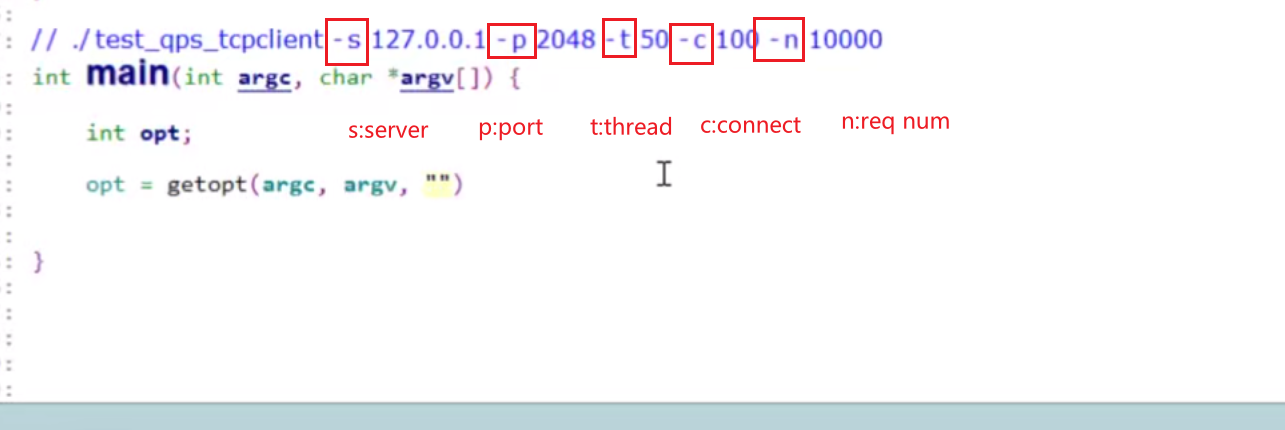 // ./test_qps_tcpclient -s 127.0.0.1 -p 2048 -t 50 -c 100 -n 10000
int main(int argc, char *argv[]) {
s:server p:port t:thread c:connect n:req num
int opt;
opt = getopt(argc, argv, "")
}